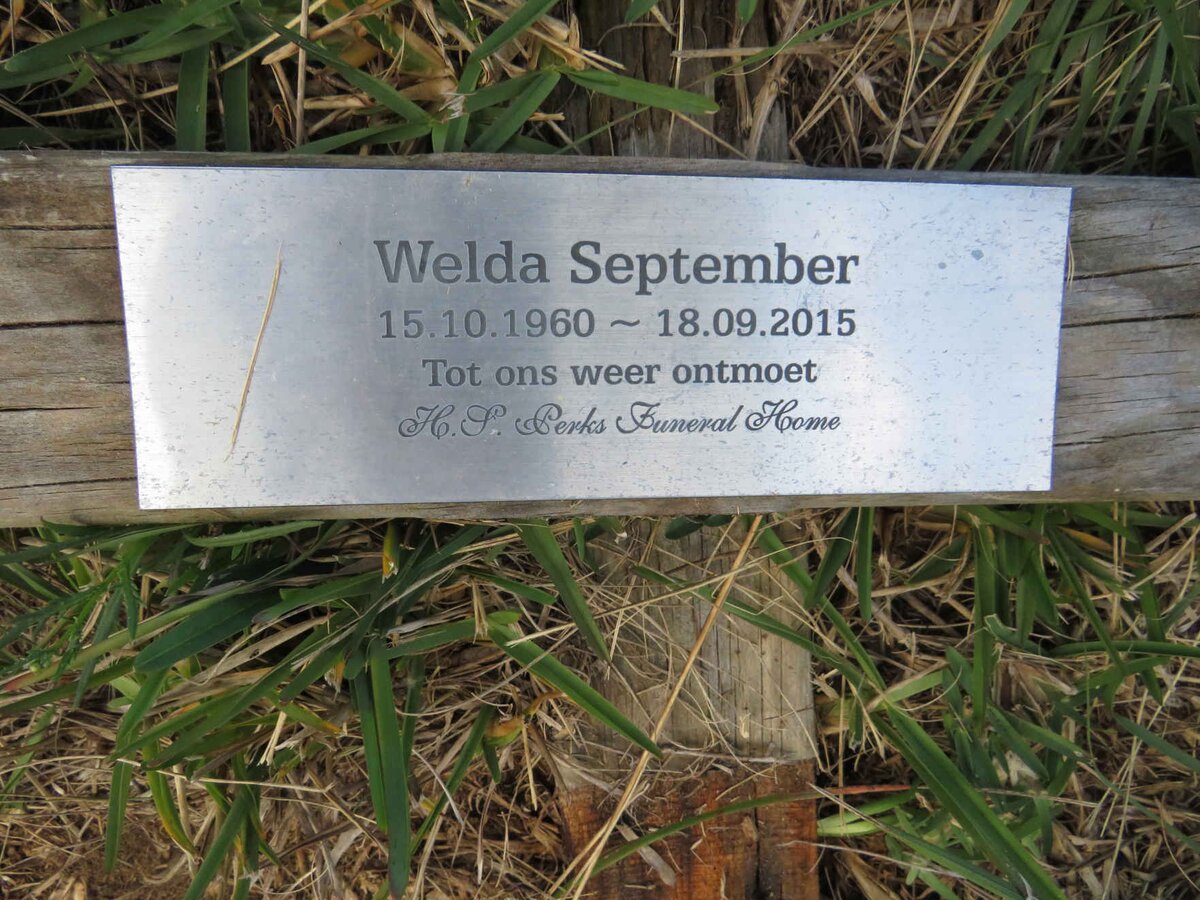 Welda September
15.10.1960 ~ 18.09.2015
Tot ons weer ontmoet
H.S. Perks Funeral Home